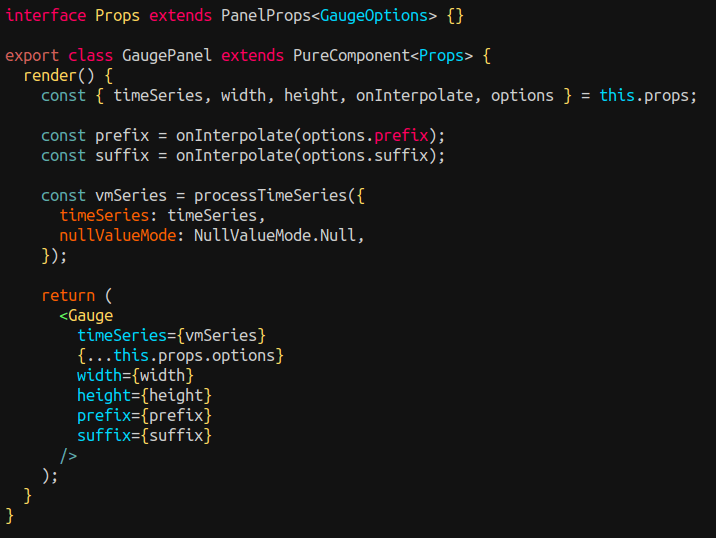 interface Props extends PanelProps<GaugeOptions> {}
export class GaugePanel extends PureComponent<Props> {
render() {
const { timeSeries, width, height, onInterpolate, options } = this.props;
const prefix = onInterpolate(options.prefix);
const suffix = onInterpolate(options.suffix);
const vmSeries = processTimeSeries({
timeSeries: timeSeries,
nullValueMode: NullValueMode.Null,
});
return (
<Gauge
timeSeries={vmSeries}
{...this.props.options}
width={width}
height={height}
prefix={prefix}
suffix={suffix}
/>
);
}
}